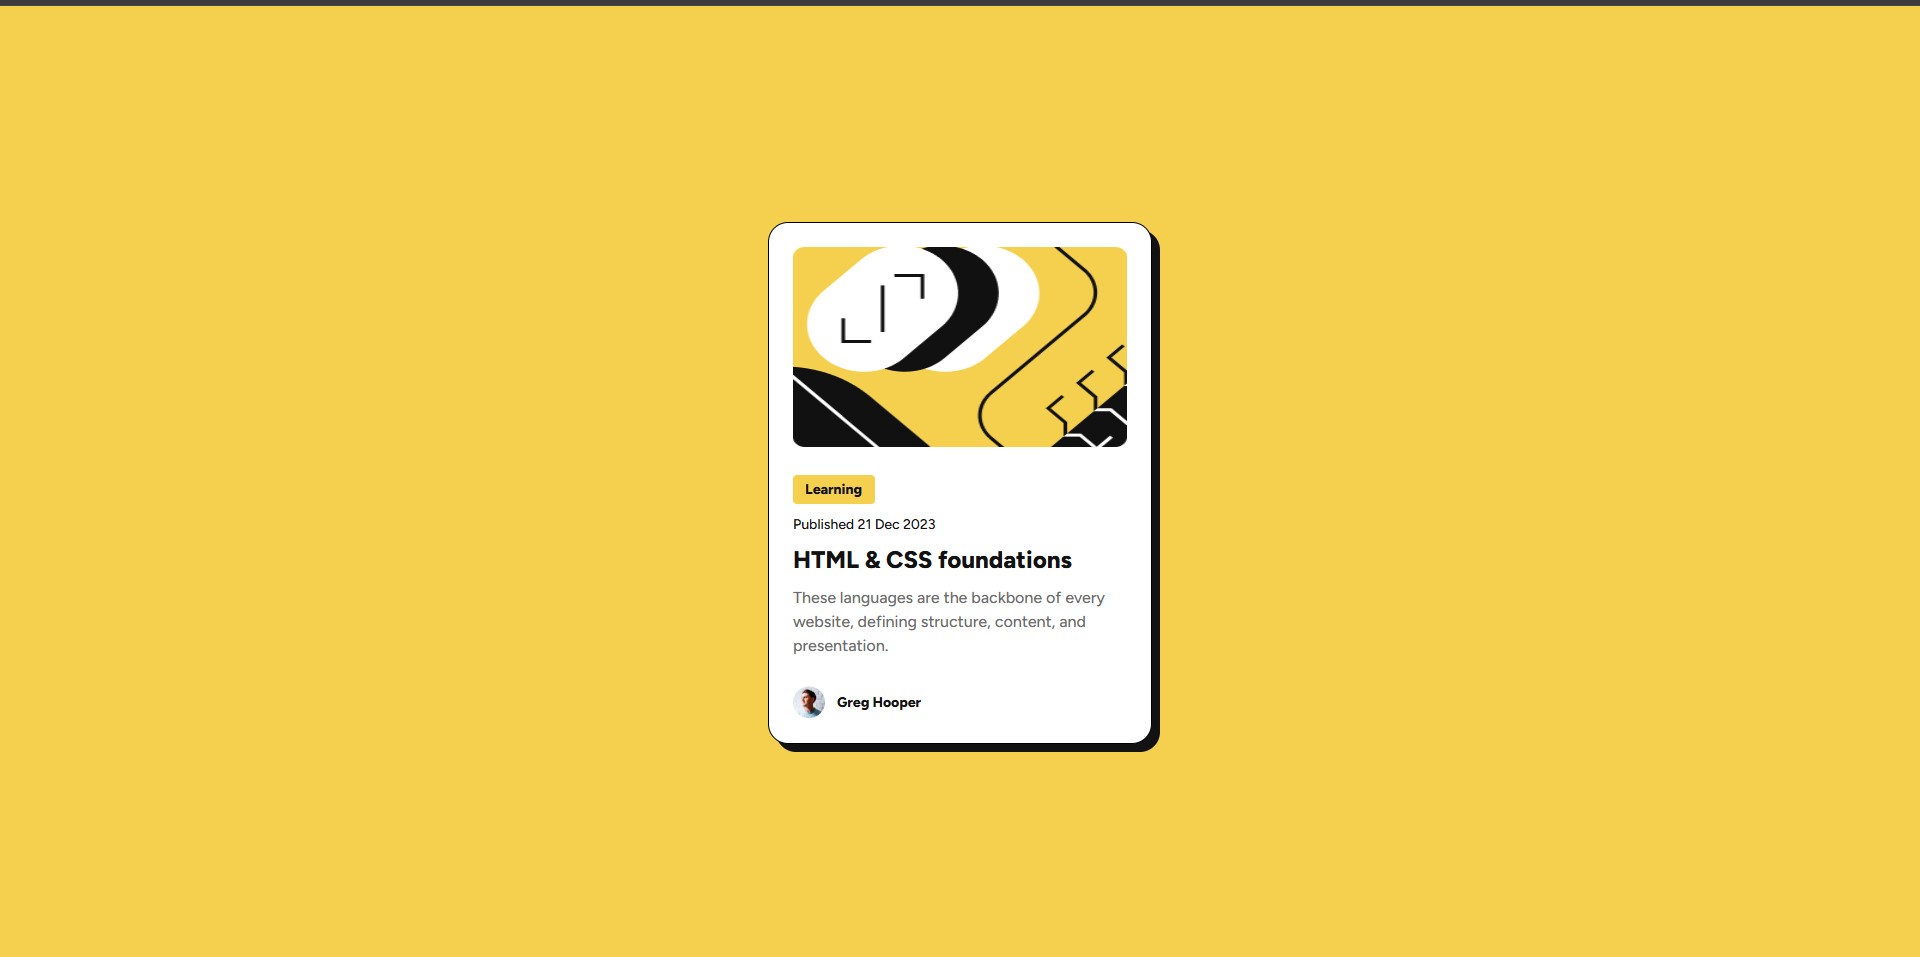 Learning
Published 21 Dec 2023
HTML & CSS foundations
These languages are the backbone of every
website, defining structure, content, and
presentation.
Greg Hooper